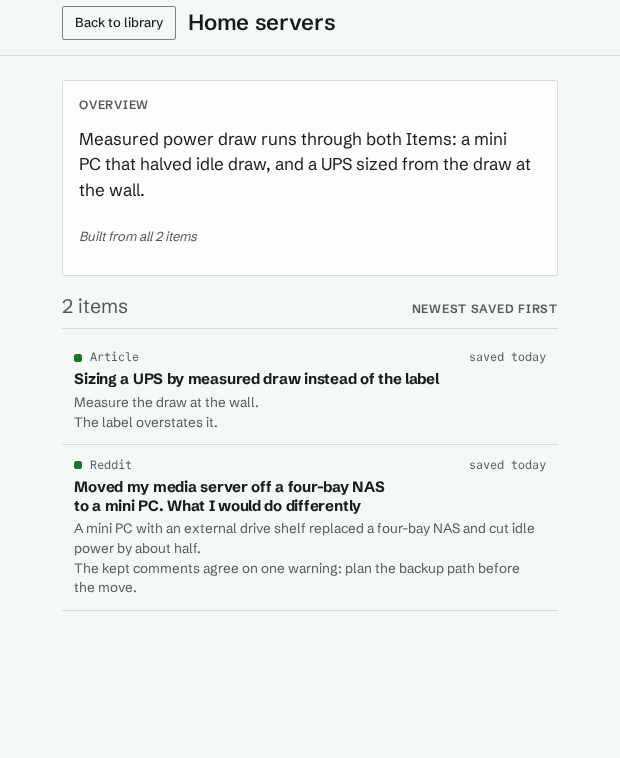 Back to library
Home servers
OVERVIEW
Measured power draw runs through both Items: a mini
PC that halved idle draw, and a UPS sized from the draw at
the wall.
Built from all 2 items
2 items
NEWEST SAVED FIRST
Article
saved today
Sizing a UPS by measured draw instead of the label
Measure the draw at the wall.
The label overstates it.
Reddit
saved today
Moved my media server off a four-bay NAS
to a mini PC. What I would do differently
A mini PC with an external drive shelf replaced a four-bay NAS and cut idle
power by about half.
The kept comments agree on one warning: plan the backup path before
the move.